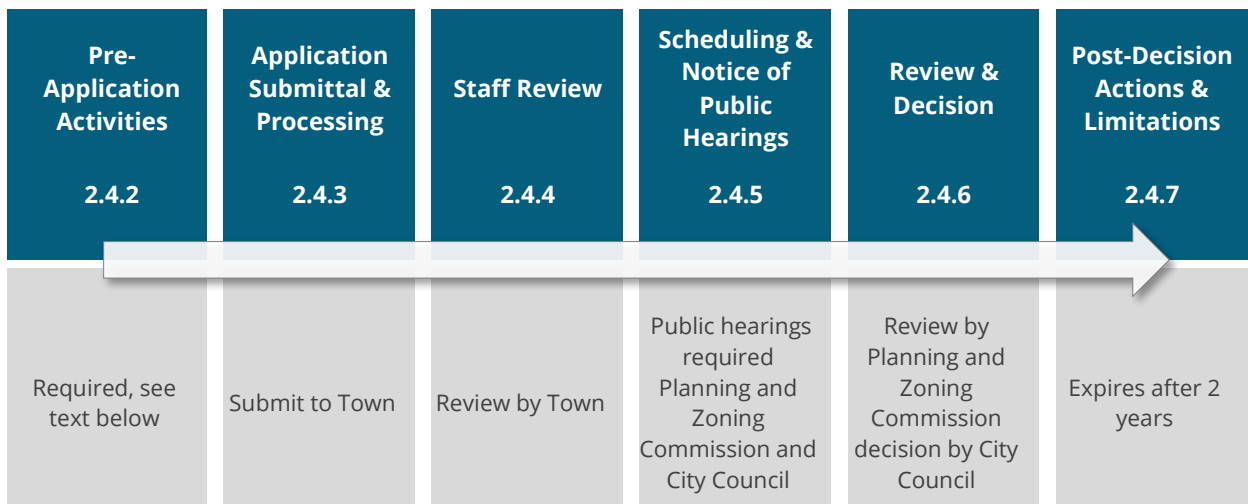 Pre-
Application
Activities
2.4.2
Application
Submittal &
Processing
2.4.3
Staff Review
2.4.4
Scheduling &
Notice of
Public
Hearings
2.4.5
Review &
Decision
2.4.6
Post-Decision
Actions &
Limitations
2.4.7
Required, see
text below
Submit to Town
Review by Town
Public hearings
required
Planning and
Zoning
Commission and
City Council
Review by
Planning and
Zoning
Commission
decision by City
Council
Expires after 2
years